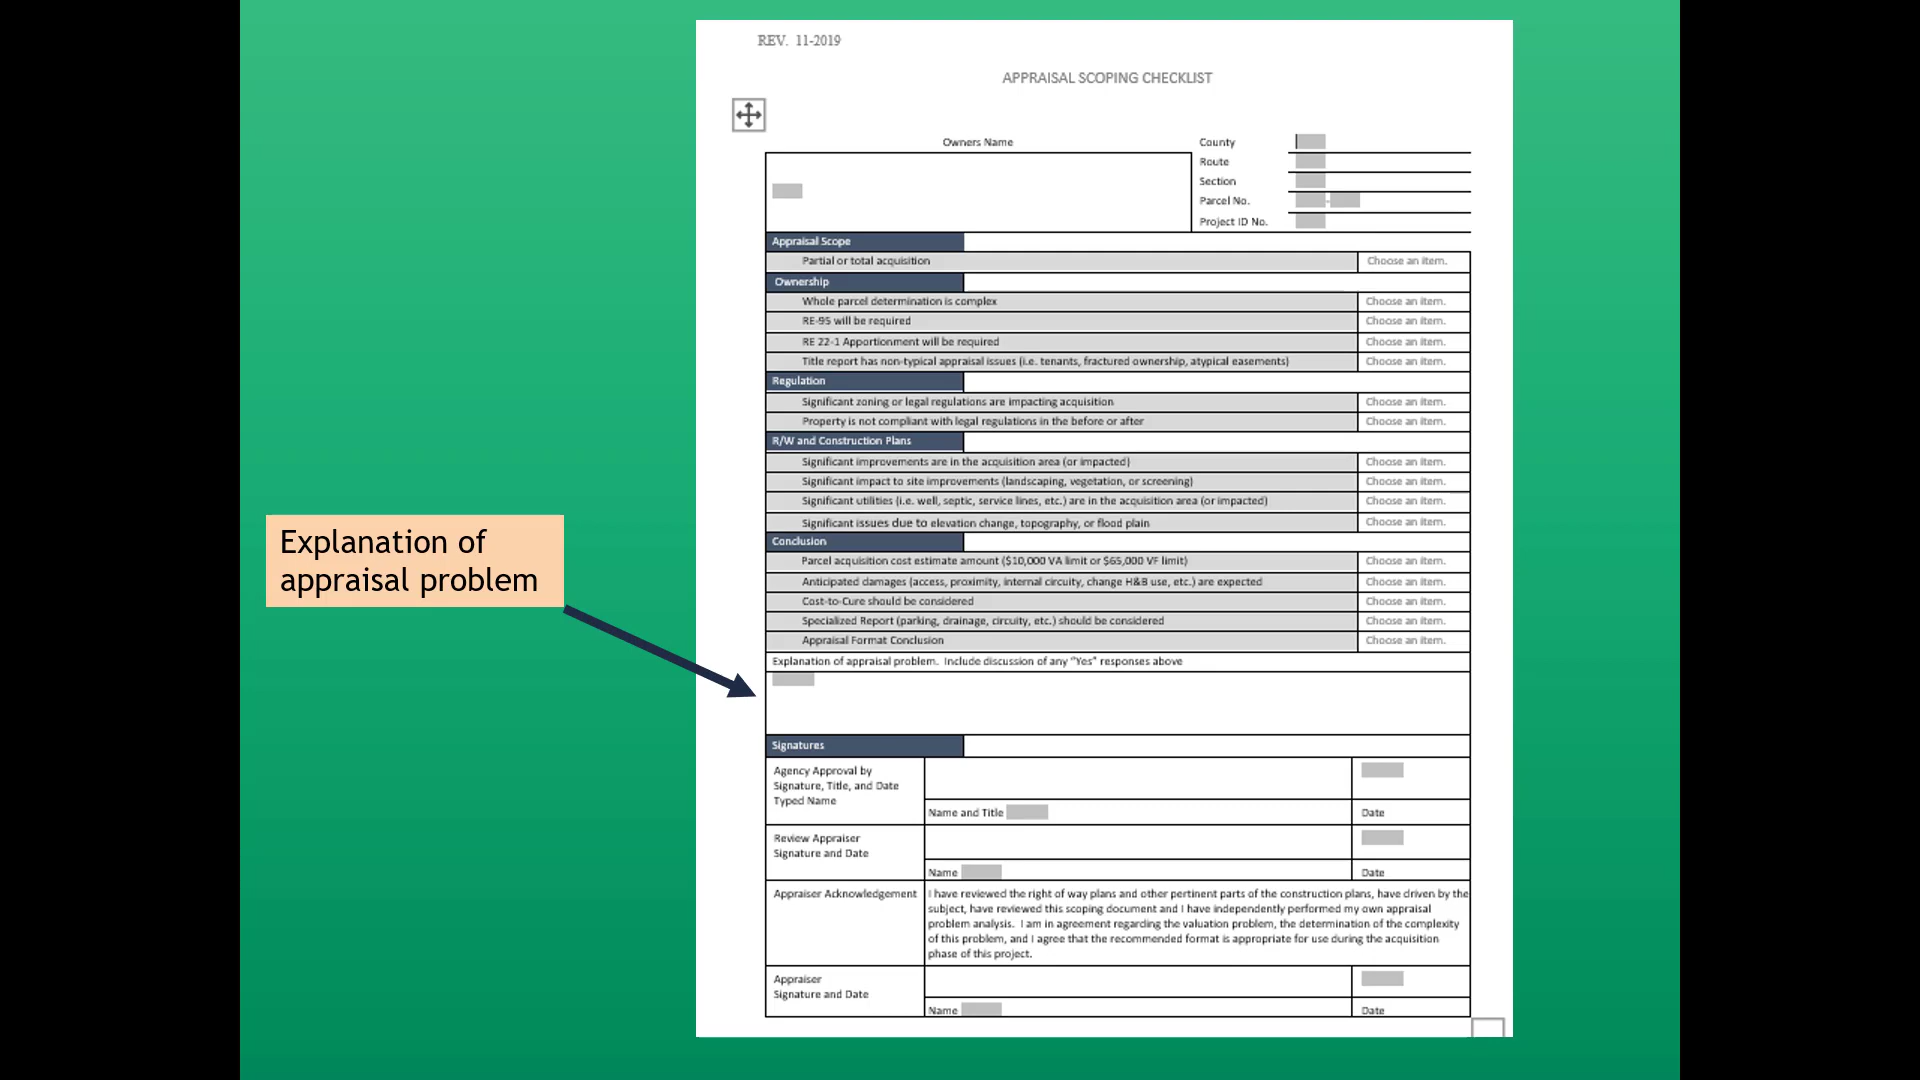 REV. 11-2019
APPRAISAL SCOPING CHECKLIST
Owners Name
County
Route
Section
Parcel No. -
Project ID No.
Appraisal Scope
Partial or total acquisition Choose an item.
Ownership
Whole parcel determination is complex Choose an item.
RE-95 will be required Choose an item.
RE 22-1 Apportionment will be required Choose an item.
Title report has non-typical appraisal issues (i.e. tenants, fractured ownership, atypical easements) Choose an item.
Regulation
Significant zoning or legal regulations are impacting acquisition Choose an item.
Property is not compliant with legal regulations in the before or after Choose an item.
R/W and Construction Plans
Significant improvements are in the acquisition area (or impacted) Choose an item.
Significant impact to site improvements (landscaping, vegetation, or screening) Choose an item.
Significant utilities (i.e. well, septic, service lines, etc.) are in the acquisition area (or impacted) Choose an item.
Significant issues due to elevation change, topography, or flood plain Choose an item.
Conclusion
Parcel acquisition cost estimate amount ($10,000 VA limit or $65,000 VF limit) Choose an item.
Anticipated damages (access, proximity, internal circuity, change H&B use, etc.) are expected Choose an item.
Cost-to-Cure should be considered Choose an item.
Specialized Report (parking, drainage, circuity, etc.) should be considered Choose an item.
Appraisal Format Conclusion Choose an item.
Explanation of appraisal problem. Include discussion of any "Yes" responses above
Explanation of
appraisal problem
Signatures
Agency Approval by
Signature, Title, and Date
Typed Name
Name and Title Date
Review Appraiser
Signature and Date
Name Date
Appraiser Acknowledgement
I have reviewed the right of way plans and other pertinent parts of the construction plans, have driven by the
subject, have reviewed this scoping document and I have independently performed my own appraisal
problem analysis. I am in agreement regarding the valuation problem, the determination of the complexity
of this problem, and I agree that the recommended format is appropriate for use during the acquisition
phase of this project.
Appraiser
Signature and Date
Name Date